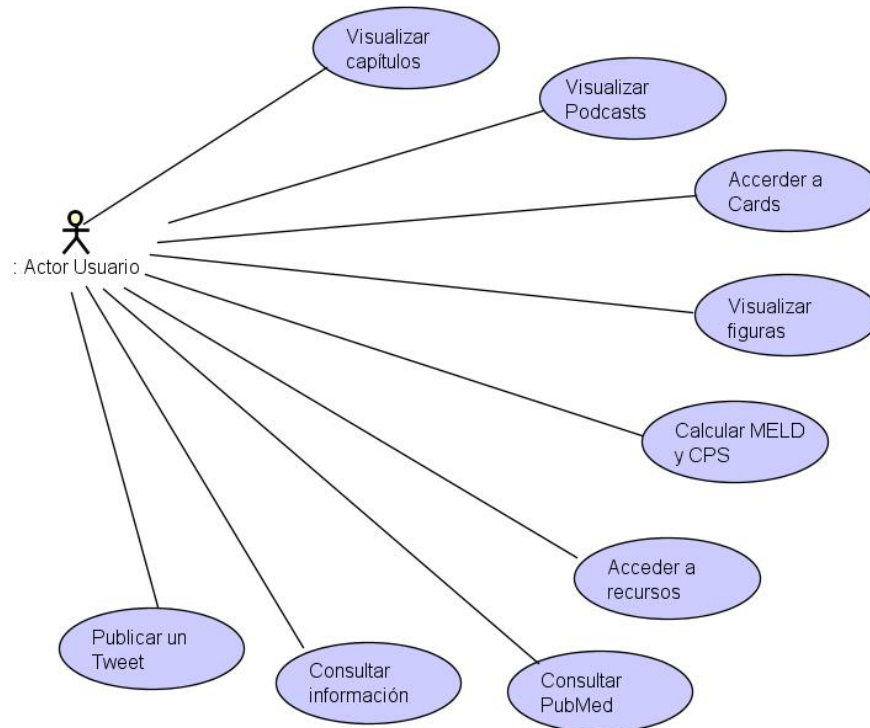 Visualizar
capítulos
Visualizar
Podcasts
Accerder a
Cards
: Actor Usuario
Visualizar
figuras
Calcular MELD
y CPS
Acceder a
recursos
Publicar un
Tweet
Consultar
información
Consultar
PubMed